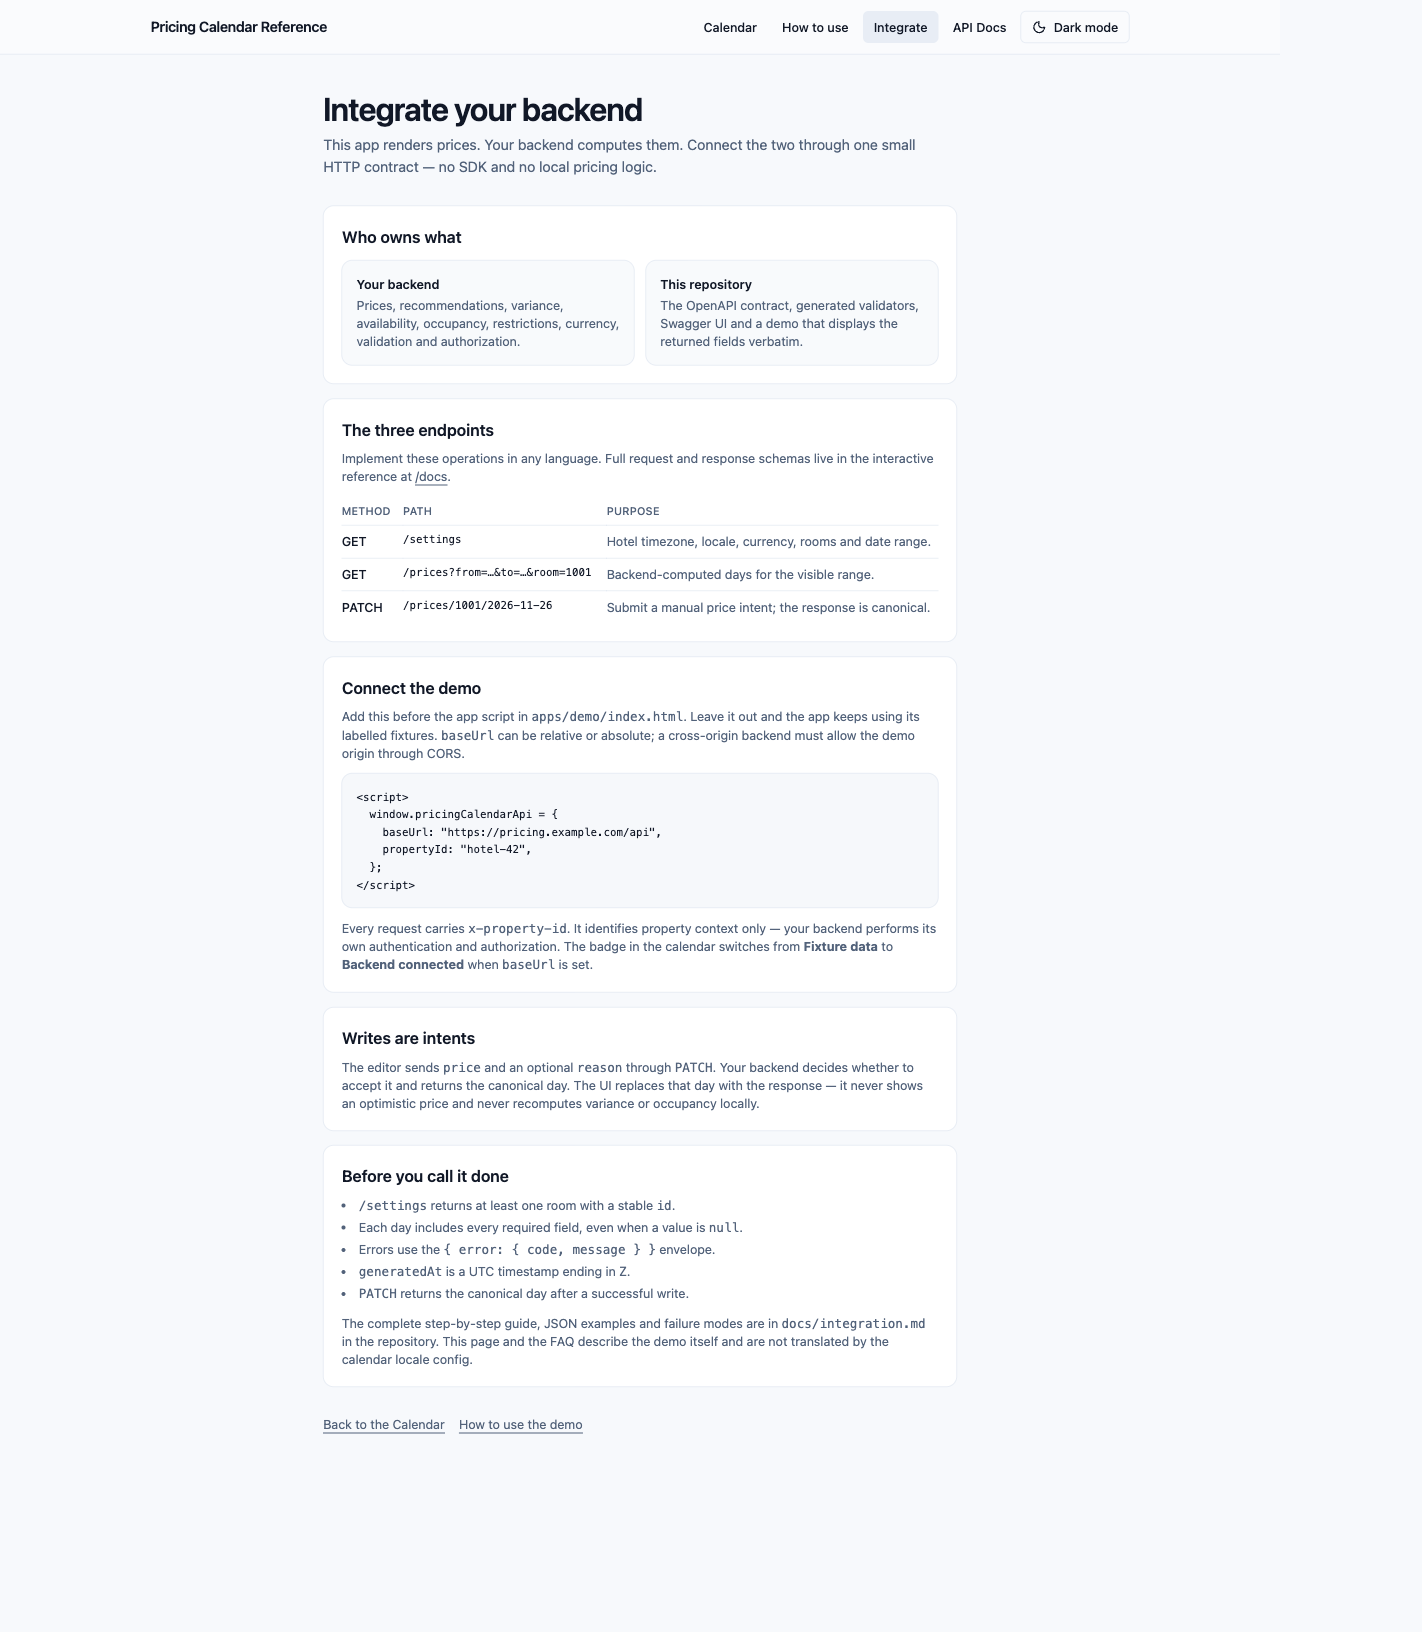 Pricing Calendar Reference
Calendar
How to use
Integrate
API Docs
Dark mode
Integrate your backend
This app renders prices. Your backend computes them. Connect the two through one small
HTTP contract — no SDK and no local pricing logic.
Who owns what
Your backend
Prices, recommendations, variance,
availability, occupancy, restrictions, currency,
validation and authorization.
This repository
The OpenAPI contract, generated validators,
Swagger UI and a demo that displays the
returned fields verbatim.
The three endpoints
Implement these operations in any language. Full request and response schemas live in the interactive
reference at /docs.
METHOD PATH PURPOSE
GET /settings Hotel timezone, locale, currency, rooms and date range.
GET /prices?from=…&to=…&room=1001 Backend-computed days for the visible range.
PATCH /prices/1001/2026-11-26 Submit a manual price intent; the response is canonical.
Connect the demo
Add this before the app script in apps/demo/index.html. Leave it out and the app keeps using its
labelled fixtures. baseUrl can be relative or absolute; a cross-origin backend must allow the demo
origin through CORS.
<script>
  window.pricingCalendarApi = {
    baseUrl: "https://pricing.example.com/api",
    propertyId: "hotel-42",
  };
</script>
Every request carries x-property-id. It identifies property context only — your backend performs its
own authentication and authorization. The badge in the calendar switches from Fixture data to
Backend connected when baseUrl is set.
Writes are intents
The editor sends price and an optional reason through PATCH. Your backend decides whether to
accept it and returns the canonical day. The UI replaces that day with the response — it never shows
an optimistic price and never recomputes variance or occupancy locally.
Before you call it done
• /settings returns at least one room with a stable id.
• Each day includes every required field, even when a value is null.
• Errors use the { error: { code, message } } envelope.
• generatedAt is a UTC timestamp ending in Z.
• PATCH returns the canonical day after a successful write.
The complete step-by-step guide, JSON examples and failure modes are in docs/integration.md
in the repository. This page and the FAQ describe the demo itself and are not translated by the
calendar locale config.
Back to the Calendar
How to use the demo